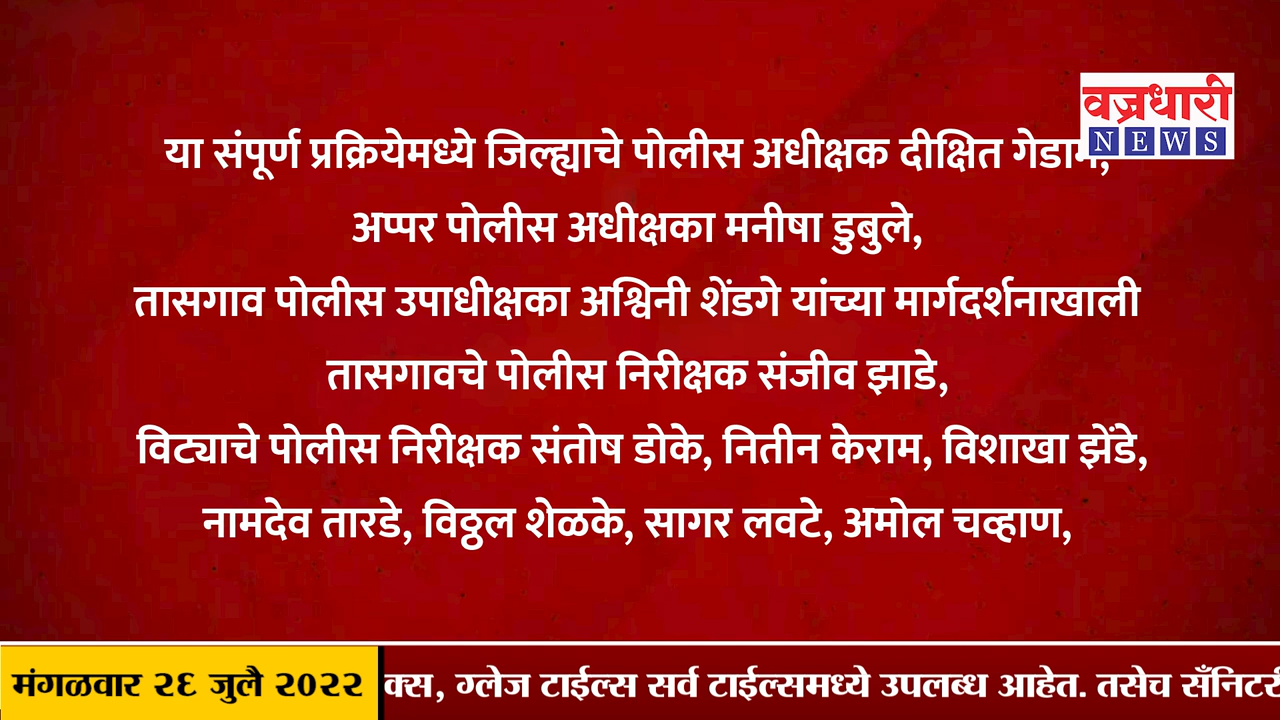 वज्रधारी
NEWS
या संपूर्ण प्रक्रियेमध्ये जिल्ह्याचे पोलीस अधीक्षक दीक्षित गेडाम,
अप्पर पोलीस अधीक्षका मनीषा डुबुले,
तासगाव पोलीस उपाधीक्षका अश्विनी शेंडगे यांच्या मार्गदर्शनाखाली
तासगावचे पोलीस निरीक्षक संजीव झाडे,
विट्याचे पोलीस निरीक्षक संतोष डोके, नितीन केराम, विशाखा झेंडे,
नामदेव तारडे, विठ्ठल शेळके, सागर लवटे, अमोल चव्हाण,
मंगळवार २६ जुलै २०२२
क्स, ग्लेज टाईल्स सर्व टाईल्समध्ये उपलब्ध आहेत. तसेच सँनिटरी